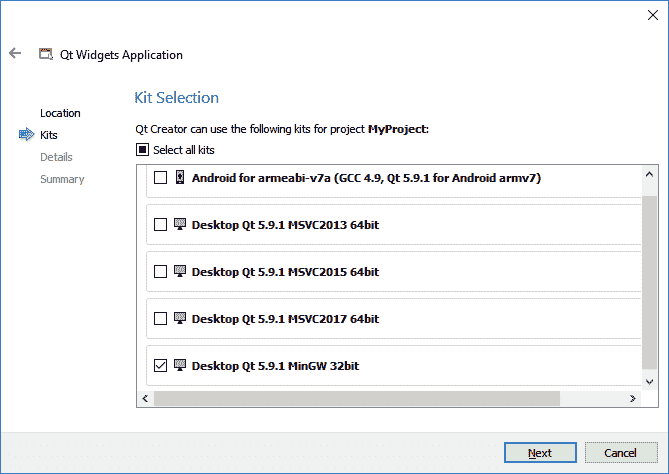 Qt Widgets Application
Kit Selection
Location
Kits
Details
Summary
Qt Creator can use the following kits for project MyProject:
Select all kits
Android for armeabi-v7a (GCC 4.9, Qt 5.9.1 for Android armv7)
Desktop Qt 5.9.1 MSVC2013 64bit
Desktop Qt 5.9.1 MSVC2015 64bit
Desktop Qt 5.9.1 MSVC2017 64bit
Desktop Qt 5.9.1 MinGW 32bit
Next
Cancel